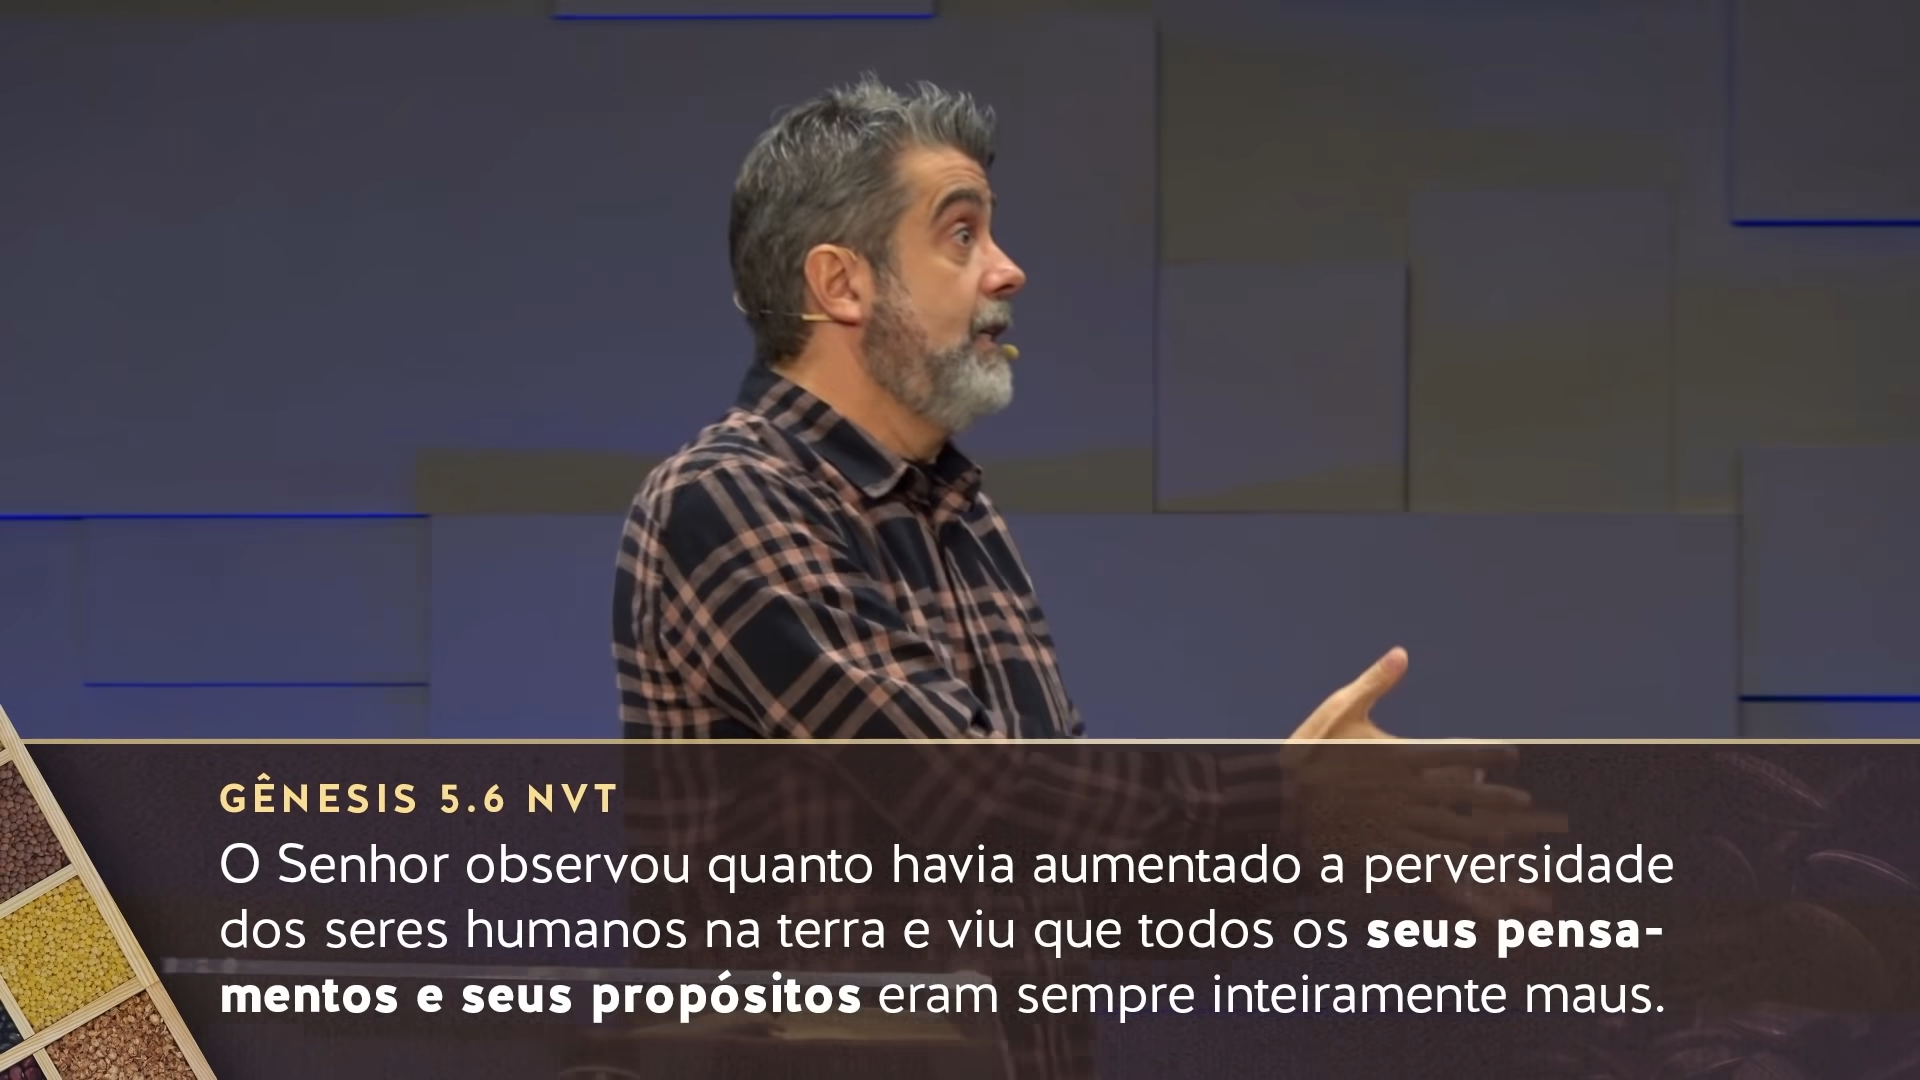 GÊNESIS 5.6 NVT
O Senhor observou quanto havia aumentado a perversidade
dos seres humanos na terra e viu que todos os seus pensa-
mentos e seus propósitos eram sempre inteiramente maus.